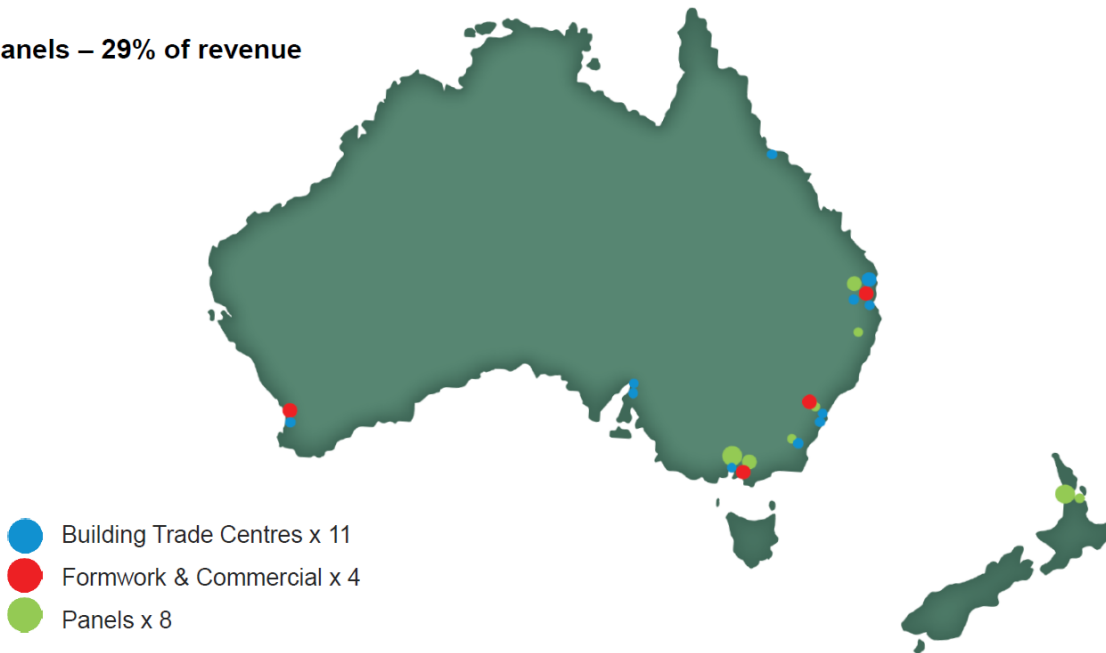 anels – 29% of revenue
Building Trade Centres x 11
Formwork & Commercial x 4
Panels x 8